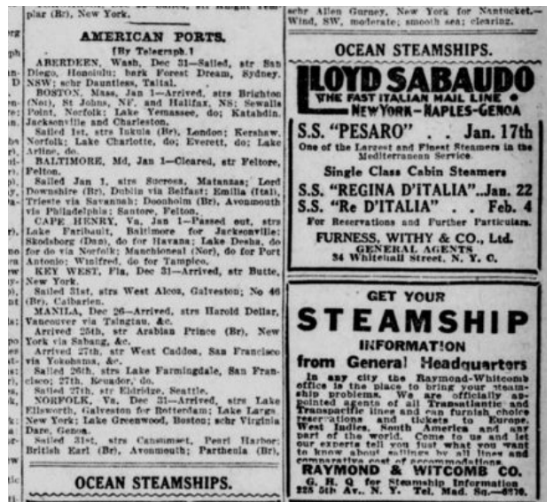 plar (Br), New York.
AMERICAN PORTS.
[By Telegraph.]
ABERDEEN, Wash, Dec 31—Sailed, str San
Diego, Honolulu; bark Forest Dream, Sydney,
NSW; schr Dauntless, Taltal.
BOSTON, Mass, Jan 1—Arrived, strs Brighton
(Nor), St Johns, NF, and Halifax, NS; Sewalls
Point, Norfolk; Lake Yemassee, do; Katahdin,
Jacksonville and Charleston.
Sailed 1st, strs Inkula (Br), London; Kershaw,
Norfolk; Lake Charlotte, do; Everett, do; Lake
Arline, do.
BALTIMORE, Md, Jan 1—Cleared, str Feltore,
Felton.
Sailed Jan 1, strs Sucrosa, Matanzas; Lord
Downshire (Br), Dublin via Belfast; Emilia (Ital),
Trieste via Savannah; Doonholm (Br), Avonmouth
via Philadelphia; Santore, Felton.
CAPE HENRY, Va, Jan 1—Passed out, strs
Lake Faribault, Baltimore for Jacksonville;
Skodsborg (Dan), do for Havana; Lake Desha, do
for do via Norfolk; Manchioneal (Nor), do for Port
Antonio; Winifred, do for Tampico.
KEY WEST, Fla, Dec 31—Arrived, str Butte,
New York.
Sailed 31st, strs West Alcoz, Galveston; No 46
(Br), Caibarien.
MANILA, Dec 26—Arrived, strs Harold Dollar,
Vancouver via Tsingtau, &c.
Arrived 25th, str Arabian Prince (Br), New
York via Sabang, &c.
Arrived 27th, str West Caddoa, San Francisco
via Yokohama, &c.
Sailed 26th, strs Lake Farmingdale, San Fran-
cisco; 27th, Ecuador, do.
Sailed 27th, str Eldridge, Seattle.
NORFOLK, Va, Dec 31—Arrived, strs Lake
Ellsworth, Galveston for Rotterdam; Lake Largo,
New York; Lake Greenwood, Boston; schr Virginia
Dare, Genoa.
Sailed 31st, strs Cansumset, Pearl Harbor;
British Earl (Br), Avonmouth; Parthenia (Br),
OCEAN STEAMSHIPS.
schr Allen Gurney, New York for Nantucket.—
Wind, SW, moderate; smooth sea; clearing.
OCEAN STEAMSHIPS.
LLOYD SABAUDO
THE FAST ITALIAN MAIL LINE
NEW YORK - NAPLES - GENOA
S.S. "PESARO" . Jan. 17th
One of the Largest and Finest Steamers in the
Mediterranean Service.
Single Class Cabin Steamers
S.S. "REGINA D'ITALIA"..Jan. 22
S.S. "Re D'ITALIA" . . Feb. 4
For Reservations and Further Particulars.
FURNESS, WITHY & CO., Ltd.
GENERAL AGENTS
34 Whitehall Street, N. Y. C.
GET YOUR
STEAMSHIP
INFORMATION
from General Headquarters
In any city the Raymond-Whitcomb
office is the place to bring your steam-
ship problems. We are officially ap-
pointed agents of all Transatlantic and
Transpacific lines and can furnish choice
reservations and tickets to Europe,
West Indies, South America and any
part of the world. Come to us and let
our experts tell you just what you want
to know about sailings by all lines and
comparative cost of accommodations.
RAYMOND & WITCOMB CO.
G. H. Q for Steamship Information
225 5th Av., N. Y. Tel. Mad. Sq.